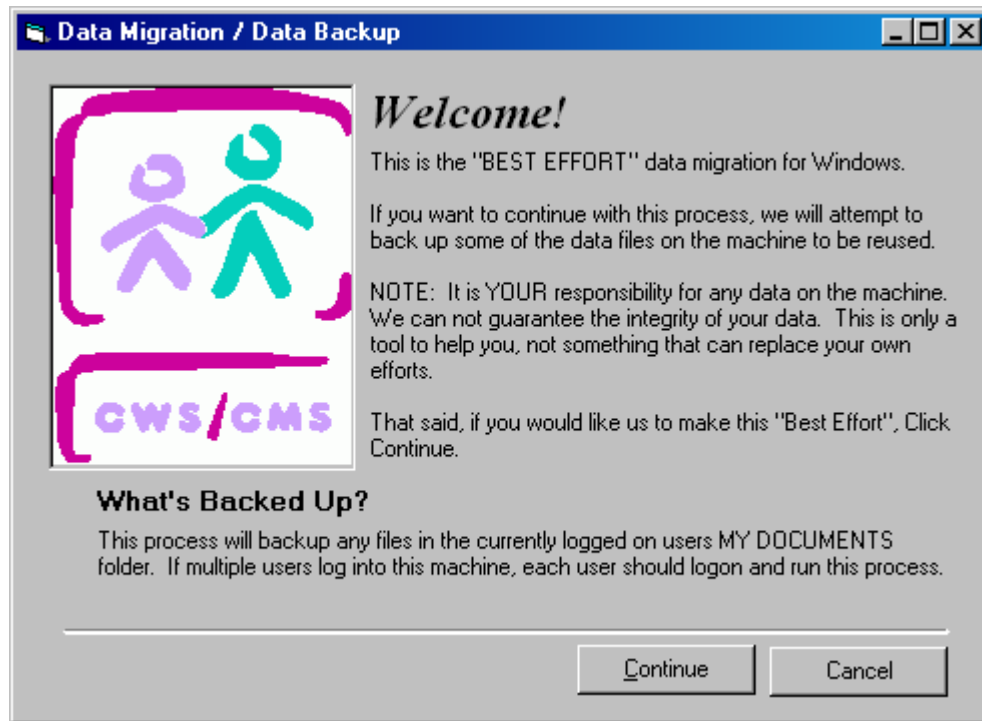 Data Migration / Data Backup
Welcome!
This is the "BEST EFFORT" data migration for Windows.
If you want to continue with this process, we will attempt to
back up some of the data files on the machine to be reused.
NOTE:  It is YOUR responsibility for any data on the machine.
We can not guarantee the integrity of your data.  This is only a
tool to help you, not something that can replace your own
efforts.
That said, if you would like us to make this "Best Effort", Click
Continue.
CWS/CMS
What's Backed Up?
This process will backup any files in the currently logged on users MY DOCUMENTS
folder.  If multiple users log into this machine, each user should logon and run this process.
Continue
Cancel